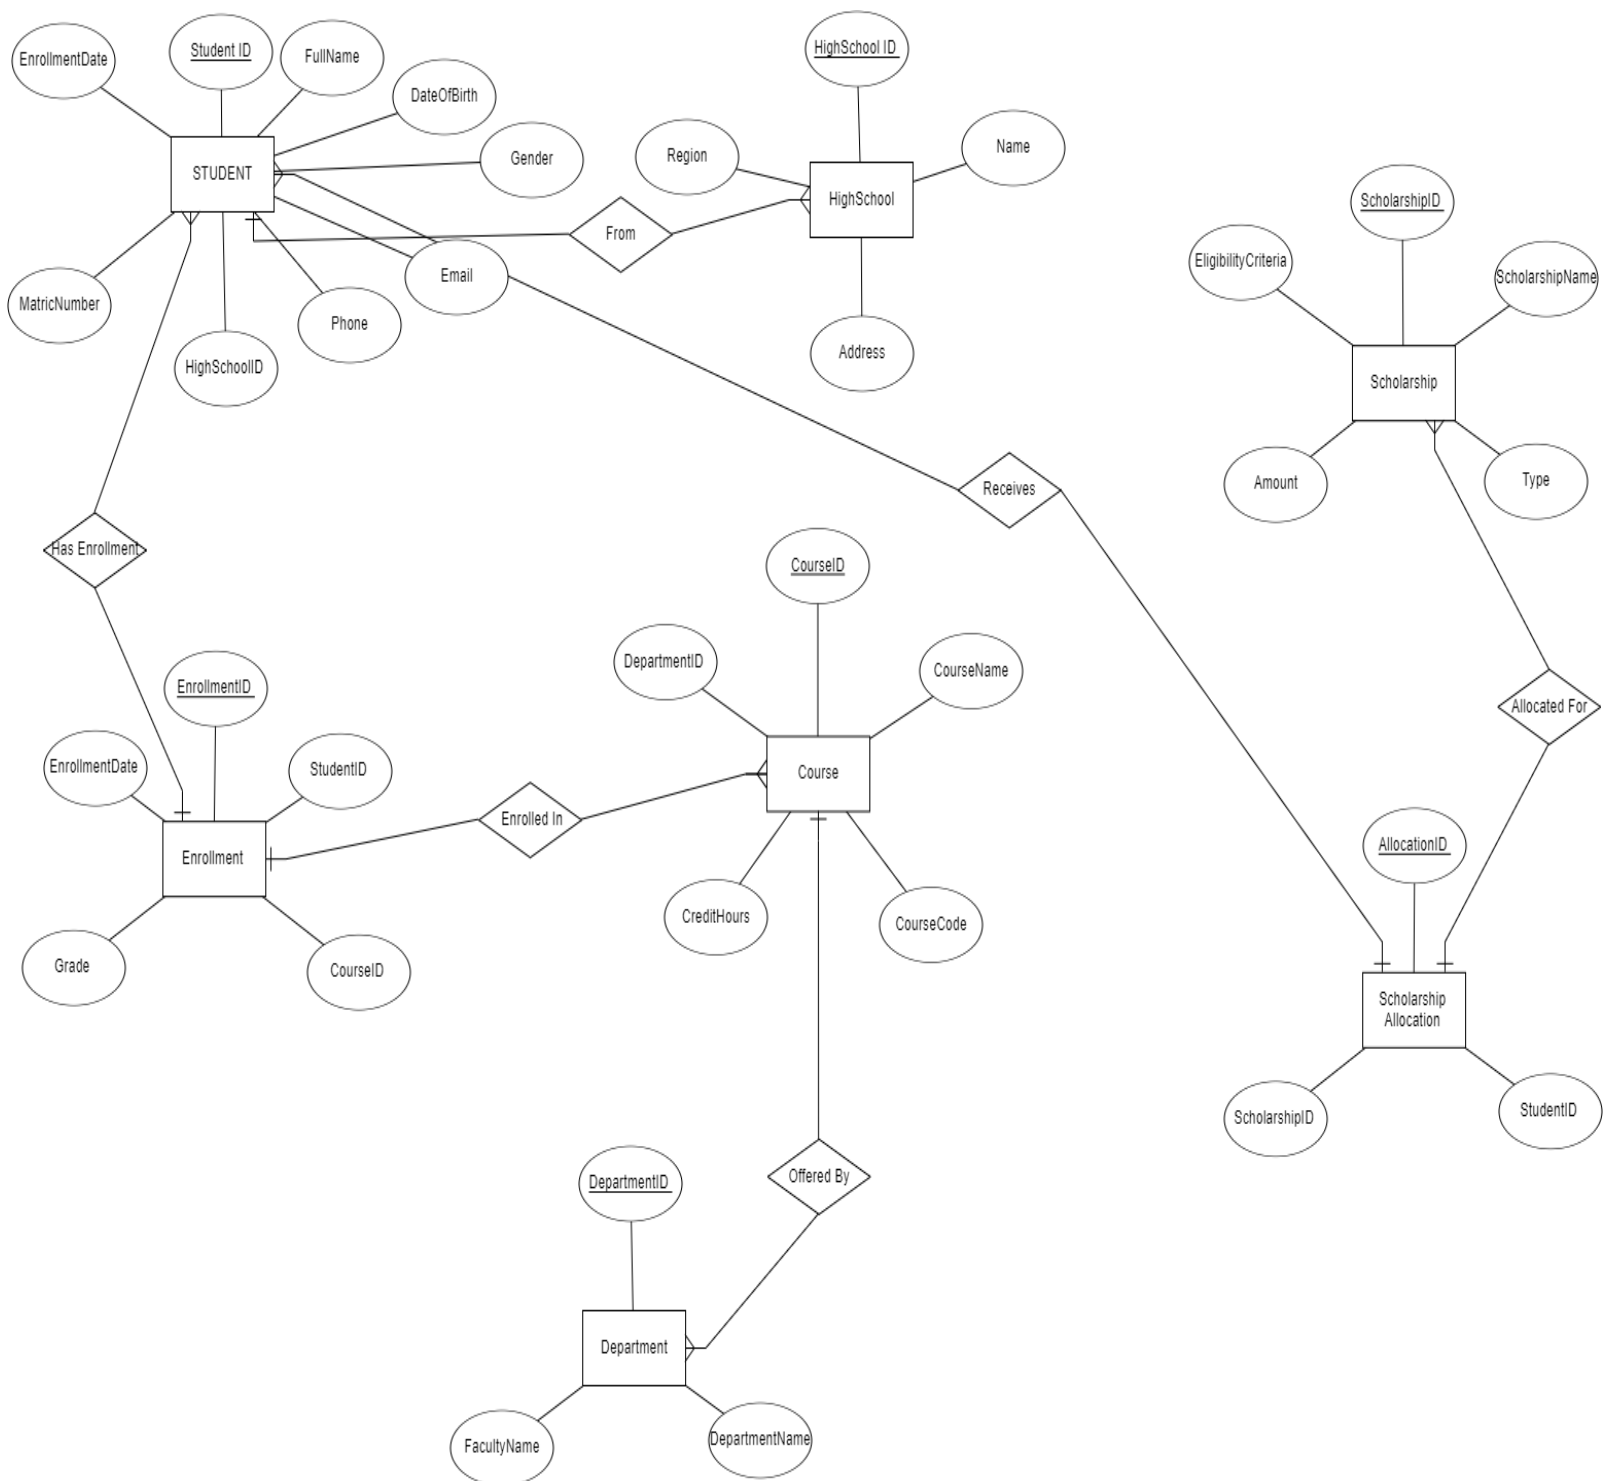 EnrollmentDate
Student ID
FullName
DateOfBirth
Gender
STUDENT
MatricNumber
HighSchoolID
Phone
Email
From
HighSchool ID
Region
Name
HighSchool
Address
ScholarshipID
EligibilityCriteria
ScholarshipName
Scholarship
Amount
Type
Receives
Has Enrollment
CourseID
DepartmentID
CourseName
Course
CreditHours
CourseCode
Allocated For
EnrollmentID
EnrollmentDate
StudentID
Enrollment
Enrolled In
Grade
CourseID
AllocationID
Scholarship
Allocation
ScholarshipID
StudentID
Offered By
DepartmentID
Department
FacultyName
DepartmentName